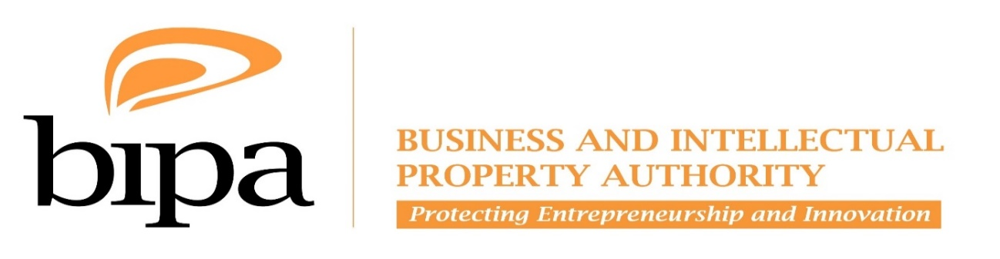 bipa
BUSINESS AND INTELLECTUAL
PROPERTY AUTHORITY
Protecting Entrepreneurship and Innovation